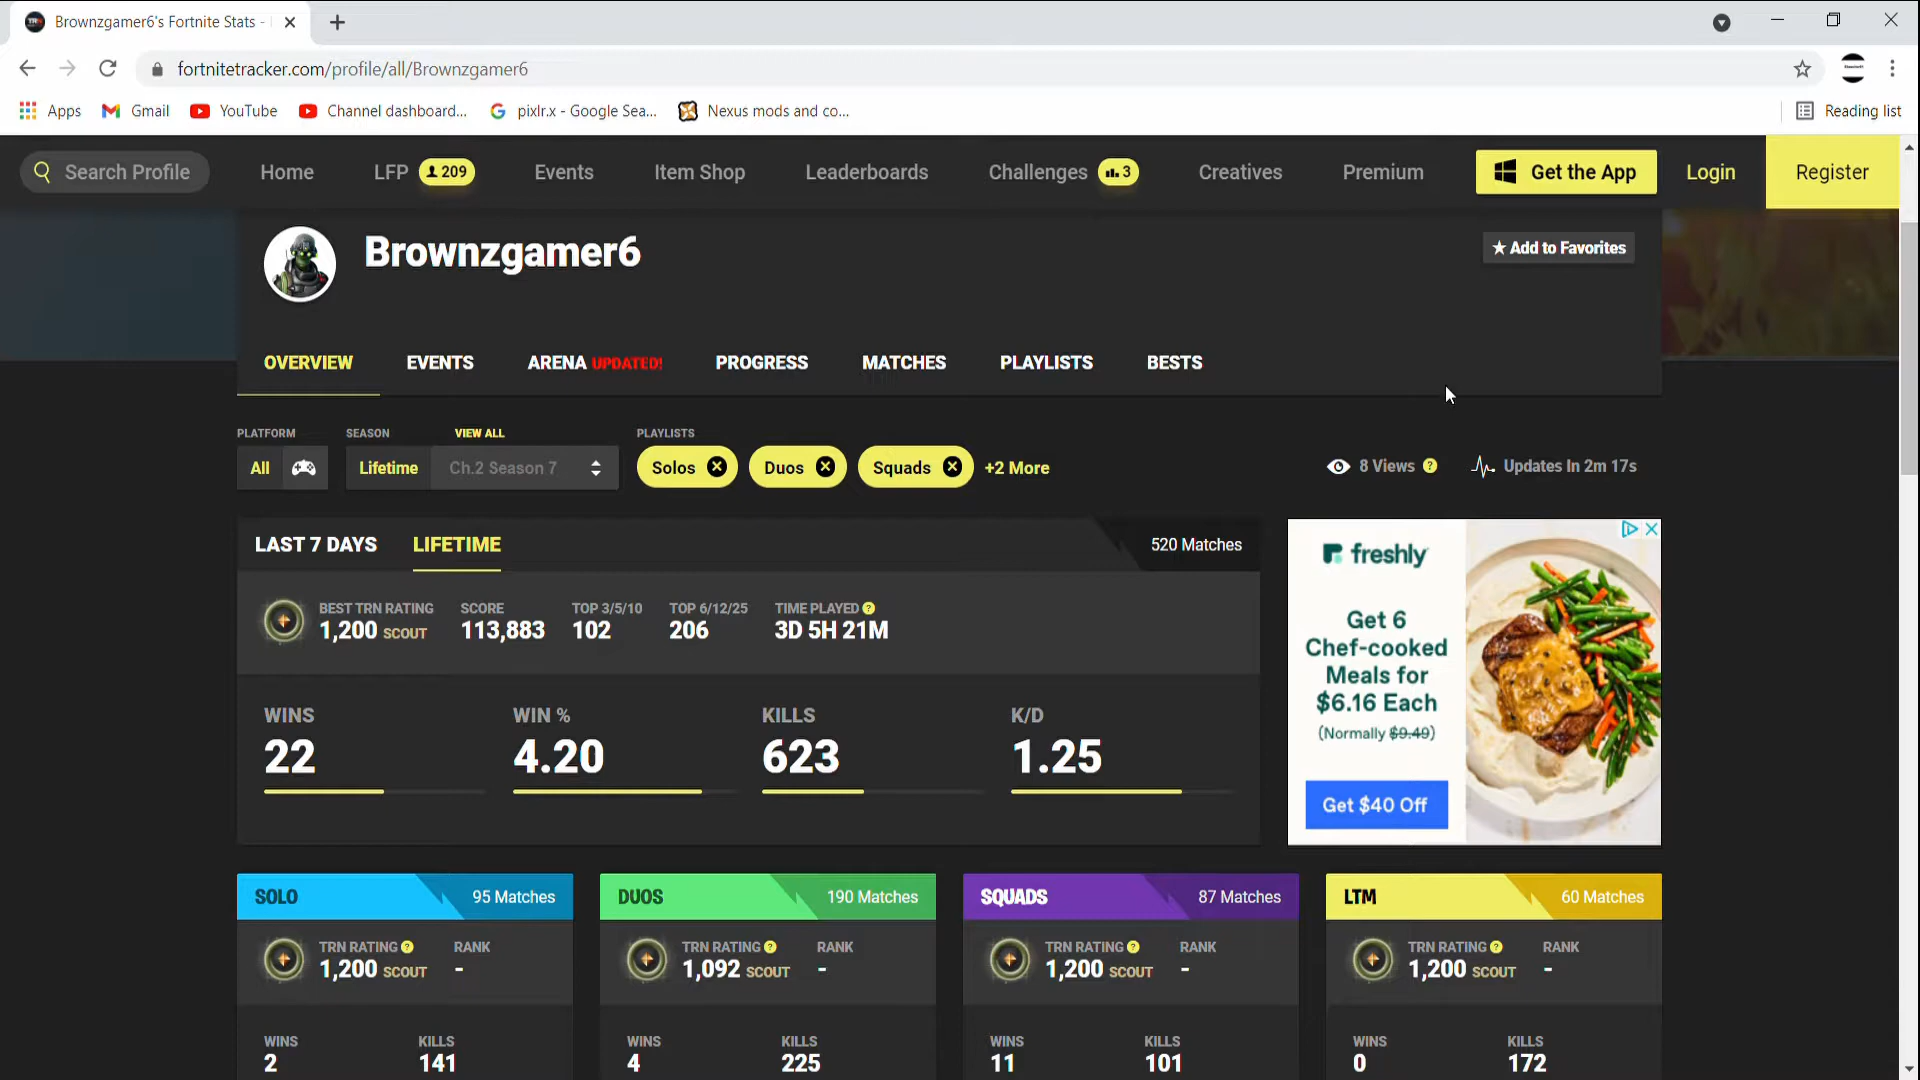 Brownzgamer6's Fortnite Stats -
fortnitetracker.com/profile/all/Brownzgamer6
Apps Gmail YouTube Channel dashboard... pixlr.x - Google Sea... Nexus mods and co... Reading list
Search Profile Home LFP 209 Events Item Shop Leaderboards Challenges 3 Creatives Premium Get the App Login Register
Brownzgamer6
★ Add to Favorites
OVERVIEW EVENTS ARENA UPDATED! PROGRESS MATCHES PLAYLISTS BESTS
PLATFORM SEASON VIEW ALL PLAYLISTS
All Lifetime Ch.2 Season 7 Solos Duos Squads +2 More 8 Views ? Updates In 2m 17s
LAST 7 DAYS LIFETIME 520 Matches
BEST TRN RATING SCORE TOP 3/5/10 TOP 6/12/25 TIME PLAYED ?
1,200 SCOUT 113,883 102 206 3D 5H 21M
WINS WIN % KILLS K/D
22 4.20 623 1.25
freshly
Get 6
Chef-cooked
Meals for
$6.16 Each
(Normally $9.49)
Get $40 Off
SOLO 95 Matches DUOS 190 Matches SQUADS 87 Matches LTM 60 Matches
TRN RATING ? RANK TRN RATING ? RANK TRN RATING ? RANK TRN RATING ? RANK
1,200 SCOUT - 1,092 SCOUT - 1,200 SCOUT - 1,200 SCOUT -
WINS KILLS WINS KILLS WINS KILLS WINS KILLS
2 141 4 225 11 101 0 172